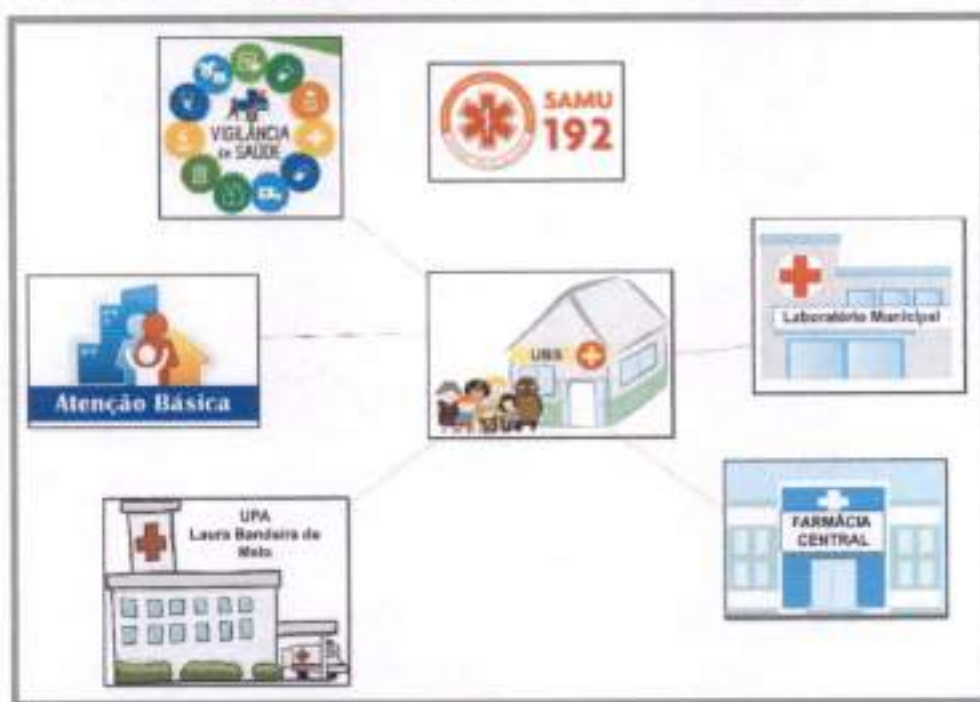 VIGILÂNCIA
em SAÚDE
SAMU
192
Laboratório Municipal
UBS
Atenção Básica
UPA
Laura Bandeira de
Melo
FARMÁCIA
CENTRAL